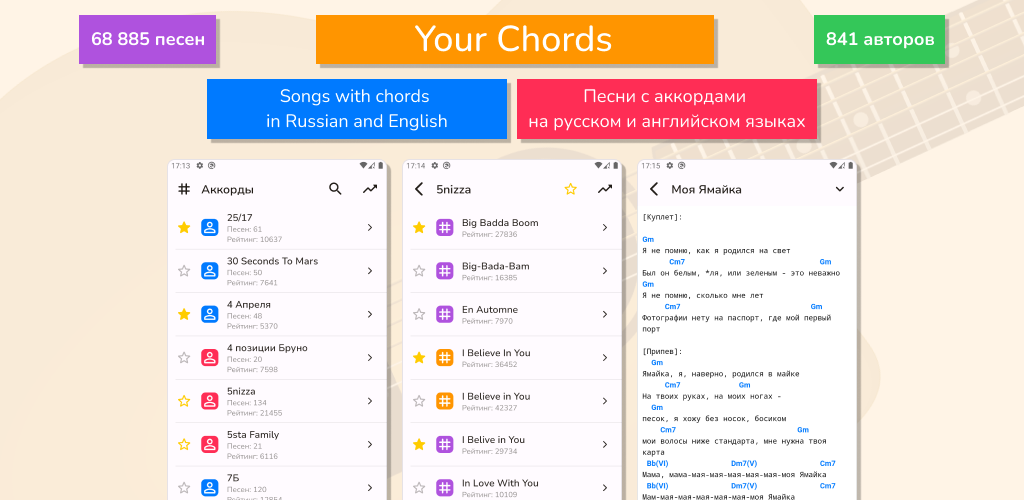 68 885 песен
Your Chords
841 авторов
Songs with chords
in Russian and English
Песни с аккордами
на русском и английском языках
17:13
Аккорды
25/17
Песен: 61
Рейтинг: 10637
30 Seconds To Mars
Песен: 50
Рейтинг: 7641
4 Апреля
Песен: 48
Рейтинг: 5370
4 позиции Бруно
Песен: 20
Рейтинг: 7598
5nizza
Песен: 134
Рейтинг: 21455
5sta Family
Песен: 21
Рейтинг: 6116
7Б
Песен: 120
Рейтинг: 12854
17:14
5nizza
Big Badda Boom
Рейтинг: 27836
Big-Bada-Bam
Рейтинг: 16385
En Automne
Рейтинг: 7970
I Believe In You
Рейтинг: 36452
I Believe in You
Рейтинг: 42327
I Belive in You
Рейтинг: 29734
In Love With You
Рейтинг: 10109
17:15
Моя Ямайка
[Куплет]:
Gm
Я не помню, как я родился на свет
Cm7 Gm
Был он белым, *ля, или зеленым - это неважно
Gm
Я не помню, сколько мне лет
Cm7 Gm
Фотографии нету на паспорт, где мой первый
порт
[Припев]:
Gm
Ямайка, я, наверно, родился в майке
Cm7 Gm
На твоих руках, на моих ногах -
Gm
песок, я хожу без носок, босиком
Cm7 Gm
мои волосы ниже стандарта, мне нужна твоя
карта
Bb(VI) Dm7(V) Cm7
Мама, мама-мая-мая-мая-мая-мая-моя Ямайка
Bb(VI) Dm7(V) Cm7
Мам-мая-мая-мая-мая-мая-моя Ямайка